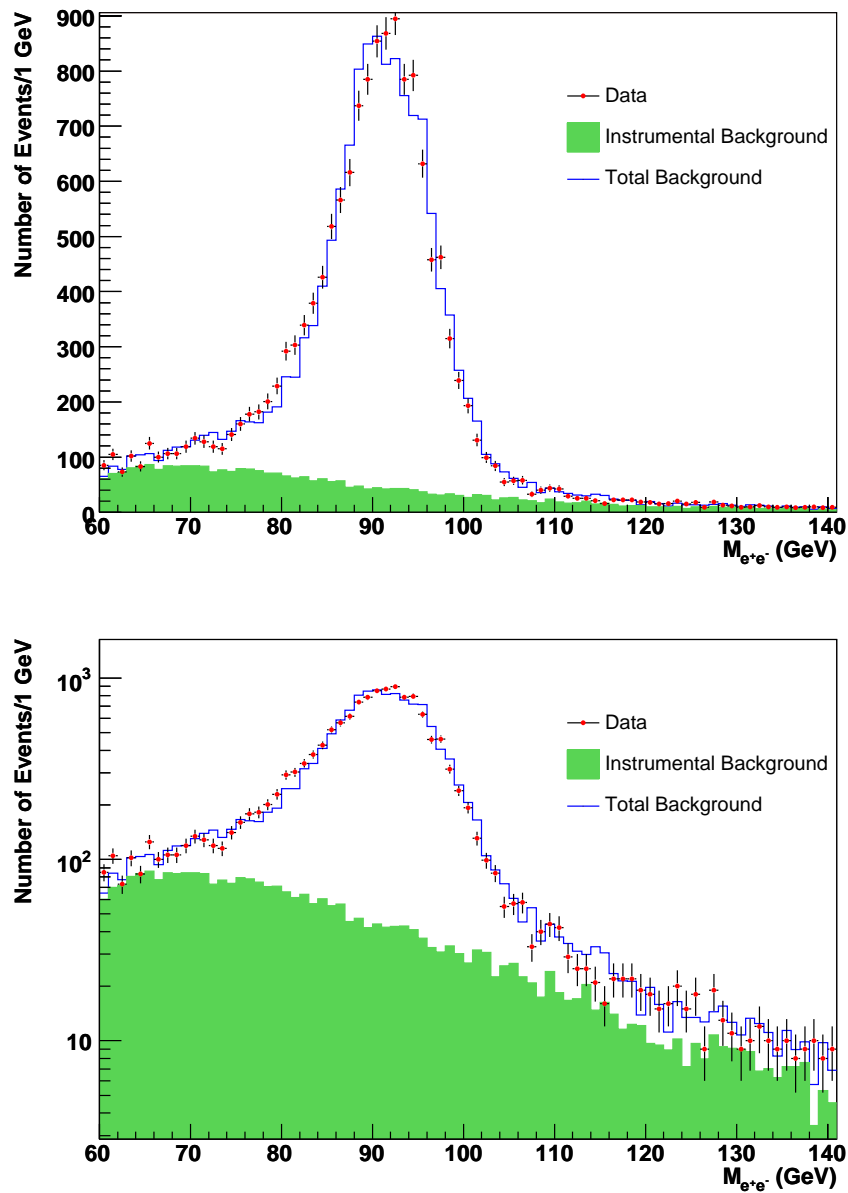 Number of Events/1 GeV
900
800
700
600
500
400
300
200
100
0
Data
Instrumental Background
Total Background
60 70 80 90 100 110 120 130 140
M_{e⁺e⁻} (GeV)
Number of Events/1 GeV
10³
10²
10
Data
Instrumental Background
Total Background
60 70 80 90 100 110 120 130 140
M_{e⁺e⁻} (GeV)